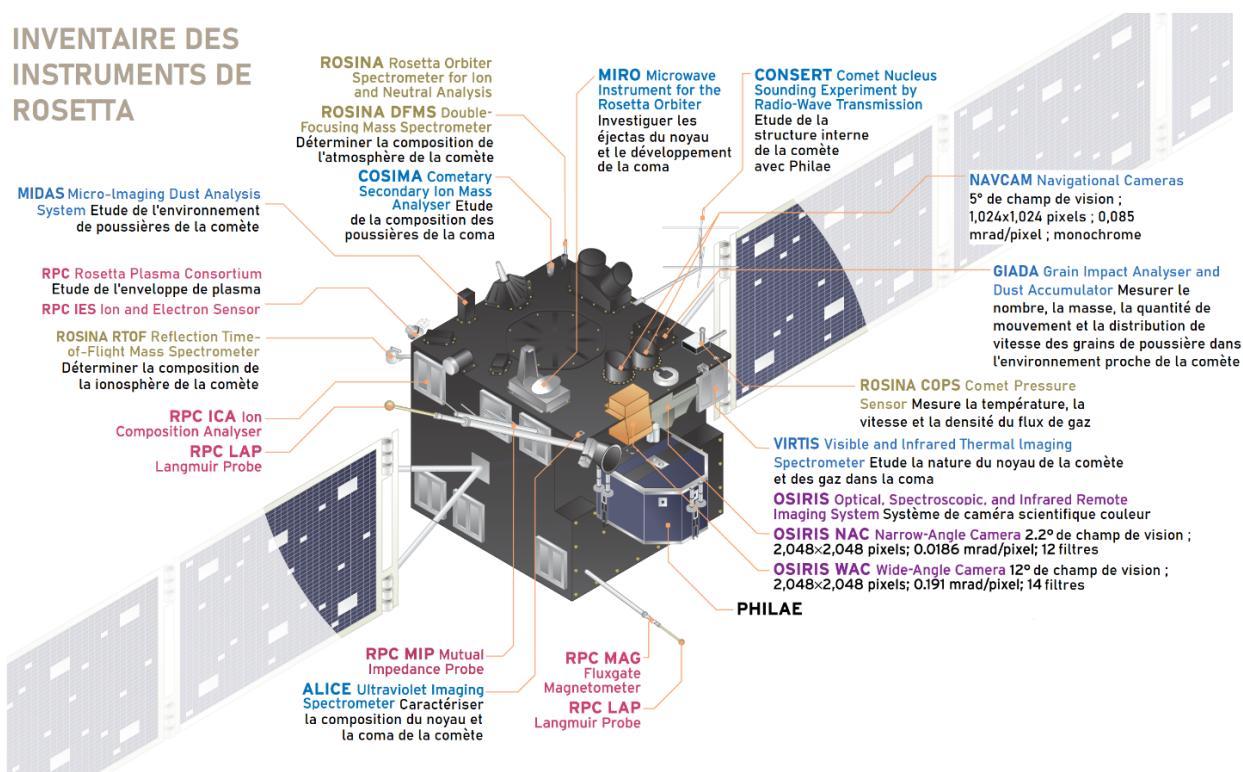 INVENTAIRE DES
INSTRUMENTS DE
ROSETTA
ROSINA Rosetta Orbiter
Spectrometer for Ion
and Neutral Analysis
ROSINA DFMS Double-
Focusing Mass Spectrometer
Déterminer la composition de
l'atmosphère de la comète
COSIMA Cometary
Secondary Ion Mass
Analyser Etude
de la composition des
poussières de la coma
MIRO Microwave
Instrument for the
Rosetta Orbiter
Investiguer les
éjectas du noyau
et le développement
de la coma
CONSERT Comet Nucleus
Sounding Experiment by
Radio-Wave Transmission
Etude de la
structure interne
de la comète
avec Philae
MIDAS Micro-Imaging Dust Analysis
System Etude de l'environnement
de poussières de la comète
RPC Rosetta Plasma Consortium
Etude de l'enveloppe de plasma
RPC IES Ion and Electron Sensor
ROSINA RTOF Reflection Time-
of-Flight Mass Spectrometer
Déterminer la composition de
la ionosphère de la comète
RPC ICA Ion
Composition Analyser
RPC LAP
Langmuir Probe
NAVCAM Navigational Cameras
5° de champ de vision ;
1,024x1,024 pixels ; 0,085
mrad/pixel ; monochrome
GIADA Grain Impact Analyser and
Dust Accumulator Mesurer le
nombre, la masse, la quantité de
mouvement et la distribution de
vitesse des grains de poussière dans
l'environnement proche de la comète
ROSINA COPS Comet Pressure
Sensor Mesure la température, la
vitesse et la densité du flux de gaz
VIRTIS Visible and Infrared Thermal Imaging
Spectrometer Etude la nature du noyau de la comète
et des gaz dans la coma
OSIRIS Optical, Spectroscopic, and Infrared Remote
Imaging System Système de caméra scientifique couleur
OSIRIS NAC Narrow-Angle Camera 2.2° de champ de vision ;
2,048×2,048 pixels; 0.0186 mrad/pixel; 12 filtres
OSIRIS WAC Wide-Angle Camera 12° de champ de vision ;
2,048×2,048 pixels; 0.191 mrad/pixel; 14 filtres
PHILAE
RPC MIP Mutual
Impedance Probe
ALICE Ultraviolet Imaging
Spectrometer Caractériser
la composition du noyau et
la coma de la comète
RPC MAG
Fluxgate
Magnetometer
RPC LAP
Langmuir Probe